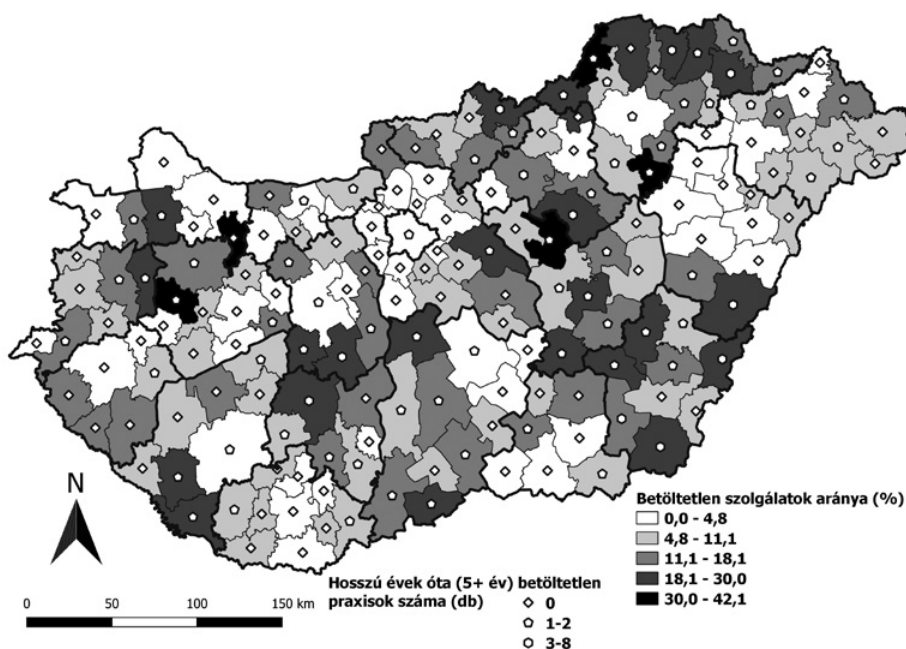 N
0 50 100 150 km
Hosszú évek óta (5+ év) betöltetlen
praxisok száma (db)
0
1-2
3-8
Betöltetlen szolgálatok aránya (%)
0,0 - 4,8
4,8 - 11,1
11,1 - 18,1
18,1 - 30,0
30,0 - 42,1